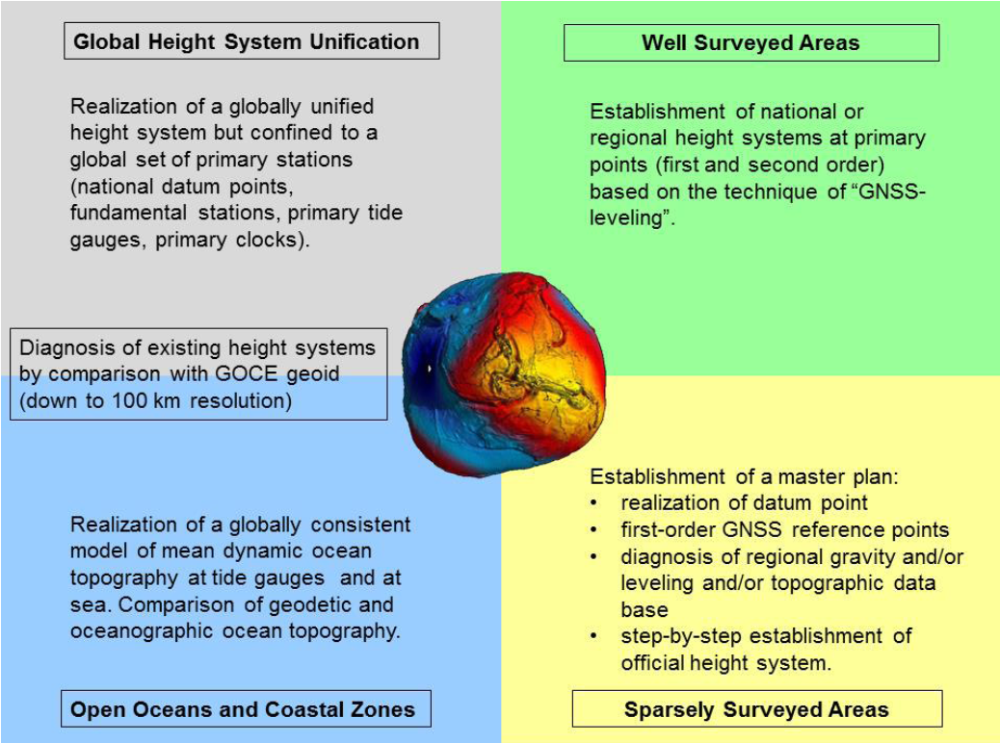 Global Height System Unification
Realization of a globally unified
height system but confined to a
global set of primary stations
(national datum points,
fundamental stations, primary tide
gauges, primary clocks).
Well Surveyed Areas
Establishment of national or
regional height systems at primary
points (first and second order)
based on the technique of “GNSS-
leveling”.
Diagnosis of existing height systems
by comparison with GOCE geoid
(down to 100 km resolution)
Realization of a globally consistent
model of mean dynamic ocean
topography at tide gauges and at
sea. Comparison of geodetic and
oceanographic ocean topography.
Open Oceans and Coastal Zones
Establishment of a master plan:
• realization of datum point
• first-order GNSS reference points
• diagnosis of regional gravity and/or
leveling and/or topographic data
base
• step-by-step establishment of
official height system.
Sparsely Surveyed Areas